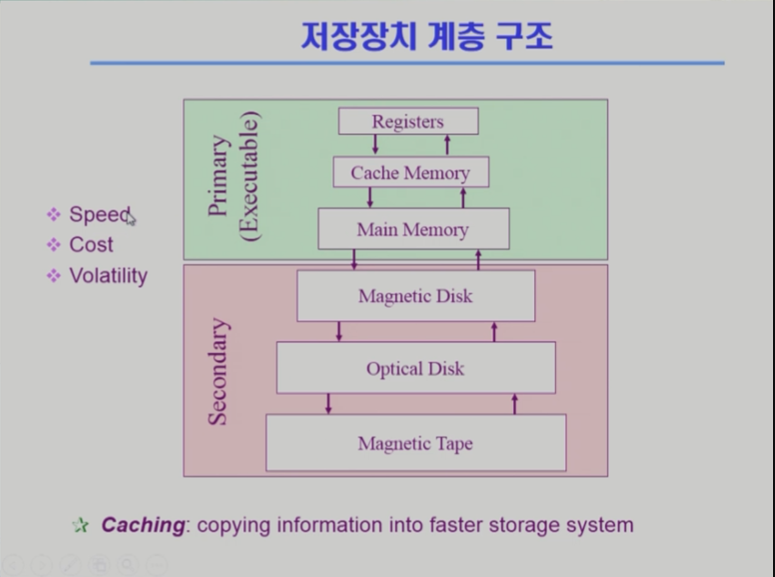 저장장치 계층 구조
Primary
(Executable)
Registers
Cache Memory
Main Memory
Speed
Cost
Volatility
Secondary
Magnetic Disk
Optical Disk
Magnetic Tape
Caching: copying information into faster storage system